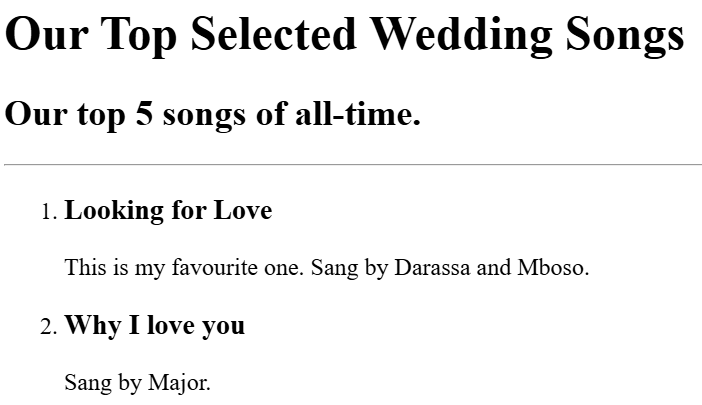 Our Top Selected Wedding Songs
Our top 5 songs of all-time.
1. Looking for Love
This is my favourite one. Sang by Darassa and Mboso.
2. Why I love you
Sang by Major.